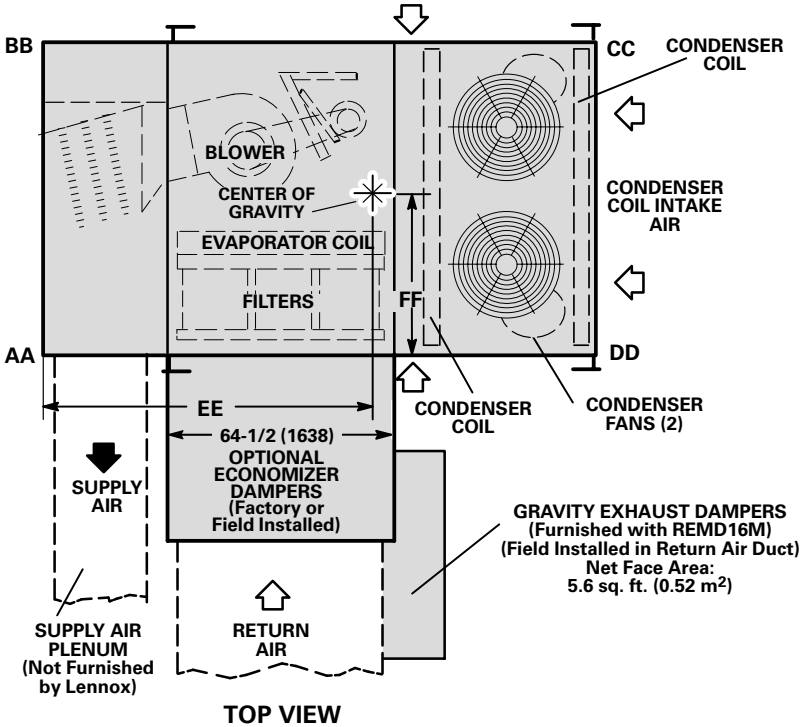 BB
CC
CONDENSER
COIL
BLOWER
CENTER OF
GRAVITY
CONDENSER
COIL INTAKE
AIR
EVAPORATOR COIL
FILTERS
FF
AA
DD
EE
CONDENSER
COIL
CONDENSER
FANS (2)
64-1/2 (1638)
OPTIONAL
ECONOMIZER
DAMPERS
(Factory or
Field Installed)
SUPPLY
AIR
GRAVITY EXHAUST DAMPERS
(Furnished with REMD16M)
(Field Installed in Return Air Duct)
Net Face Area:
5.6 sq. ft. (0.52 m²)
SUPPLY AIR
PLENUM
(Not Furnished
by Lennox)
RETURN
AIR
TOP VIEW